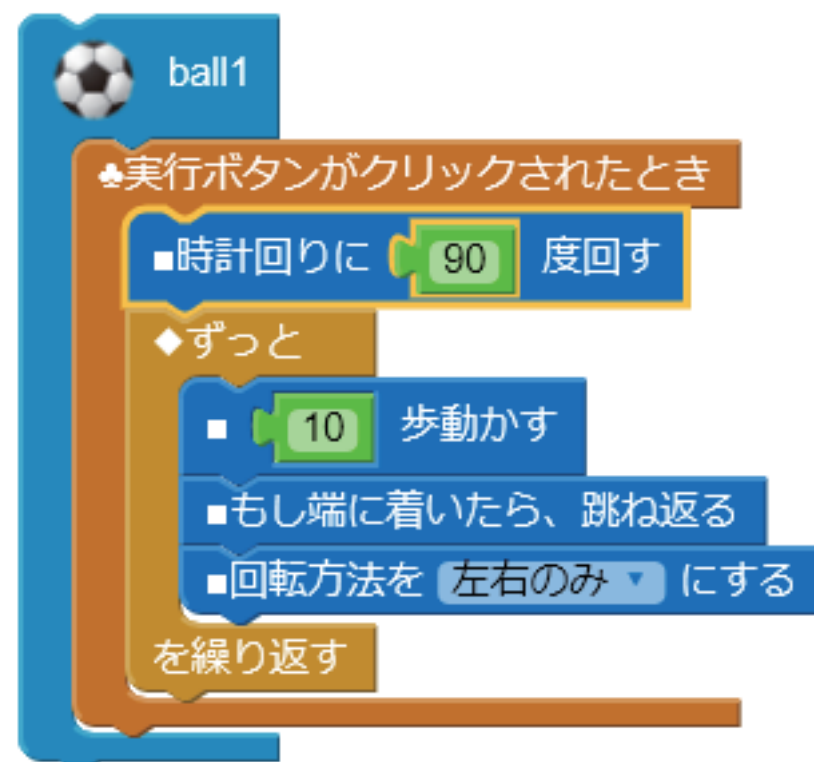 ball1
♣実行ボタンがクリックされたとき
■時計回りに 90 度回す
◆ずっと
■ 10 歩動かす
■もし端に着いたら、跳ね返る
■回転方法を 左右のみ ▼ にする
を繰り返す